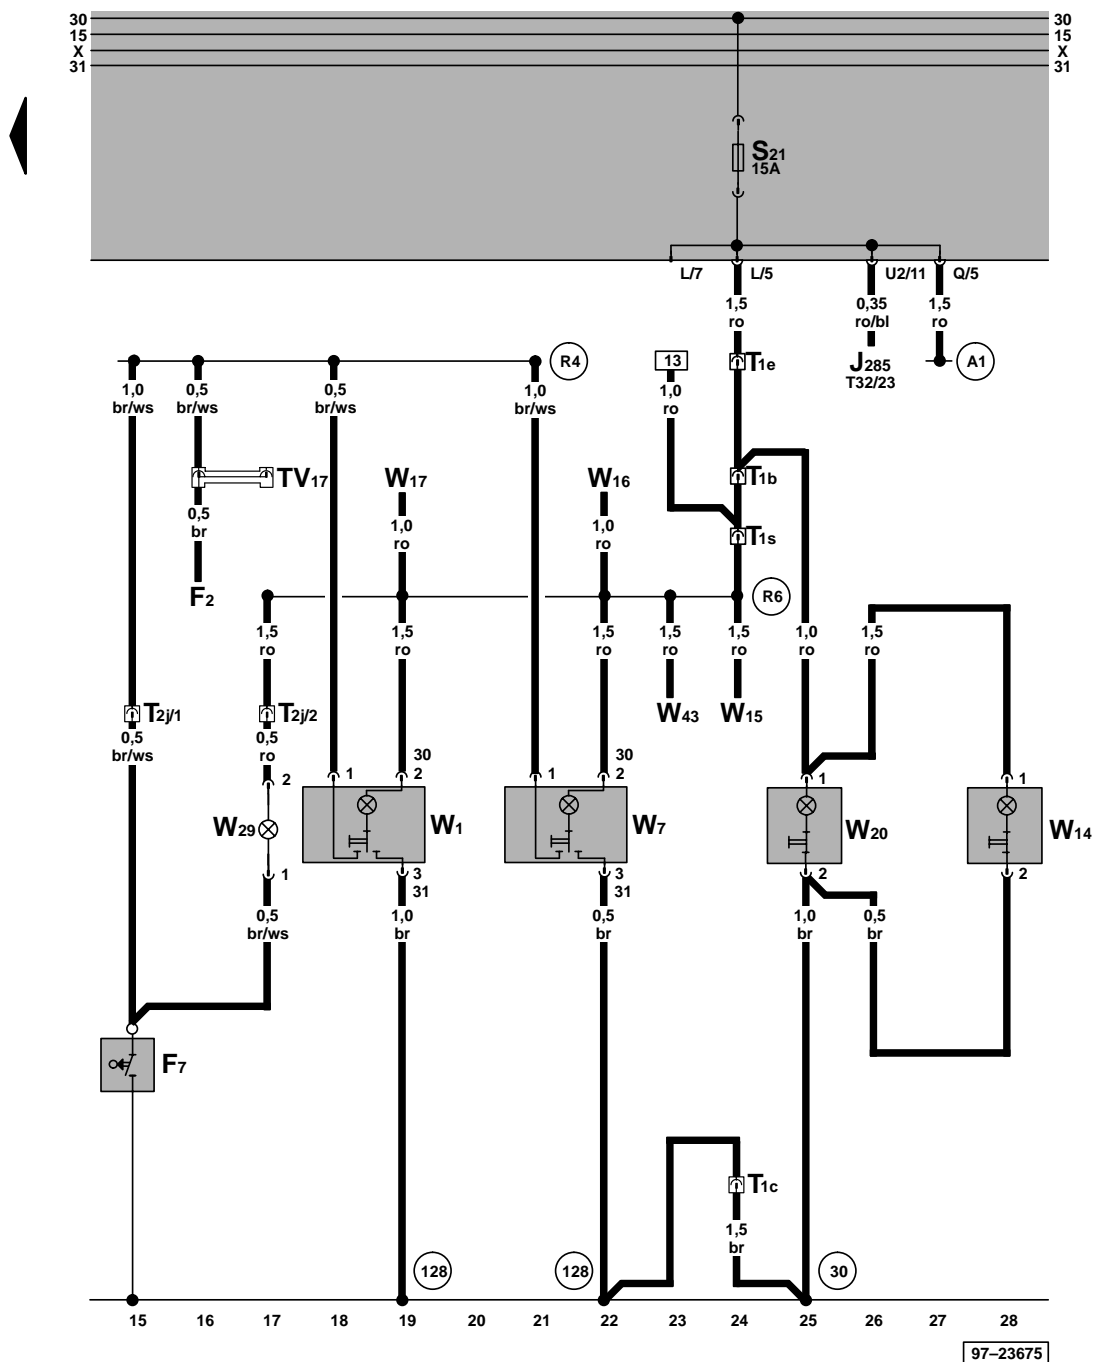 30 30
15 15
X X
31 31
S21
15A
L/7 L/5 U2/11 Q/5
1,5
ro
0,35
ro/bl
1,5
ro
R4
13
T1e
J285
T32/23
A1
1,0
br/ws
0,5
br/ws
0,5
br/ws
1,0
br/ws
1,0
ro
TV17
W17
W16
T1b
0,5
br
1,0
ro
1,0
ro
T1s
F2
R6
1,5
ro
1,5
ro
1,5
ro
1,5
ro
1,5
ro
1,0
ro
1,5
ro
T2j/1
T2j/2
W43
W15
0,5
br/ws
0,5
ro
30
30
2
1
2
1
2
1
1
W29
W1
W7
W20
W14
1
3
31
3
31
2
2
0,5
br/ws
1,0
br
0,5
br
1,0
br
0,5
br
F7
T1c
1,5
br
128
128
30
15 16 17 18 19 20 21 22 23 24 25 26 27 28
97–23675